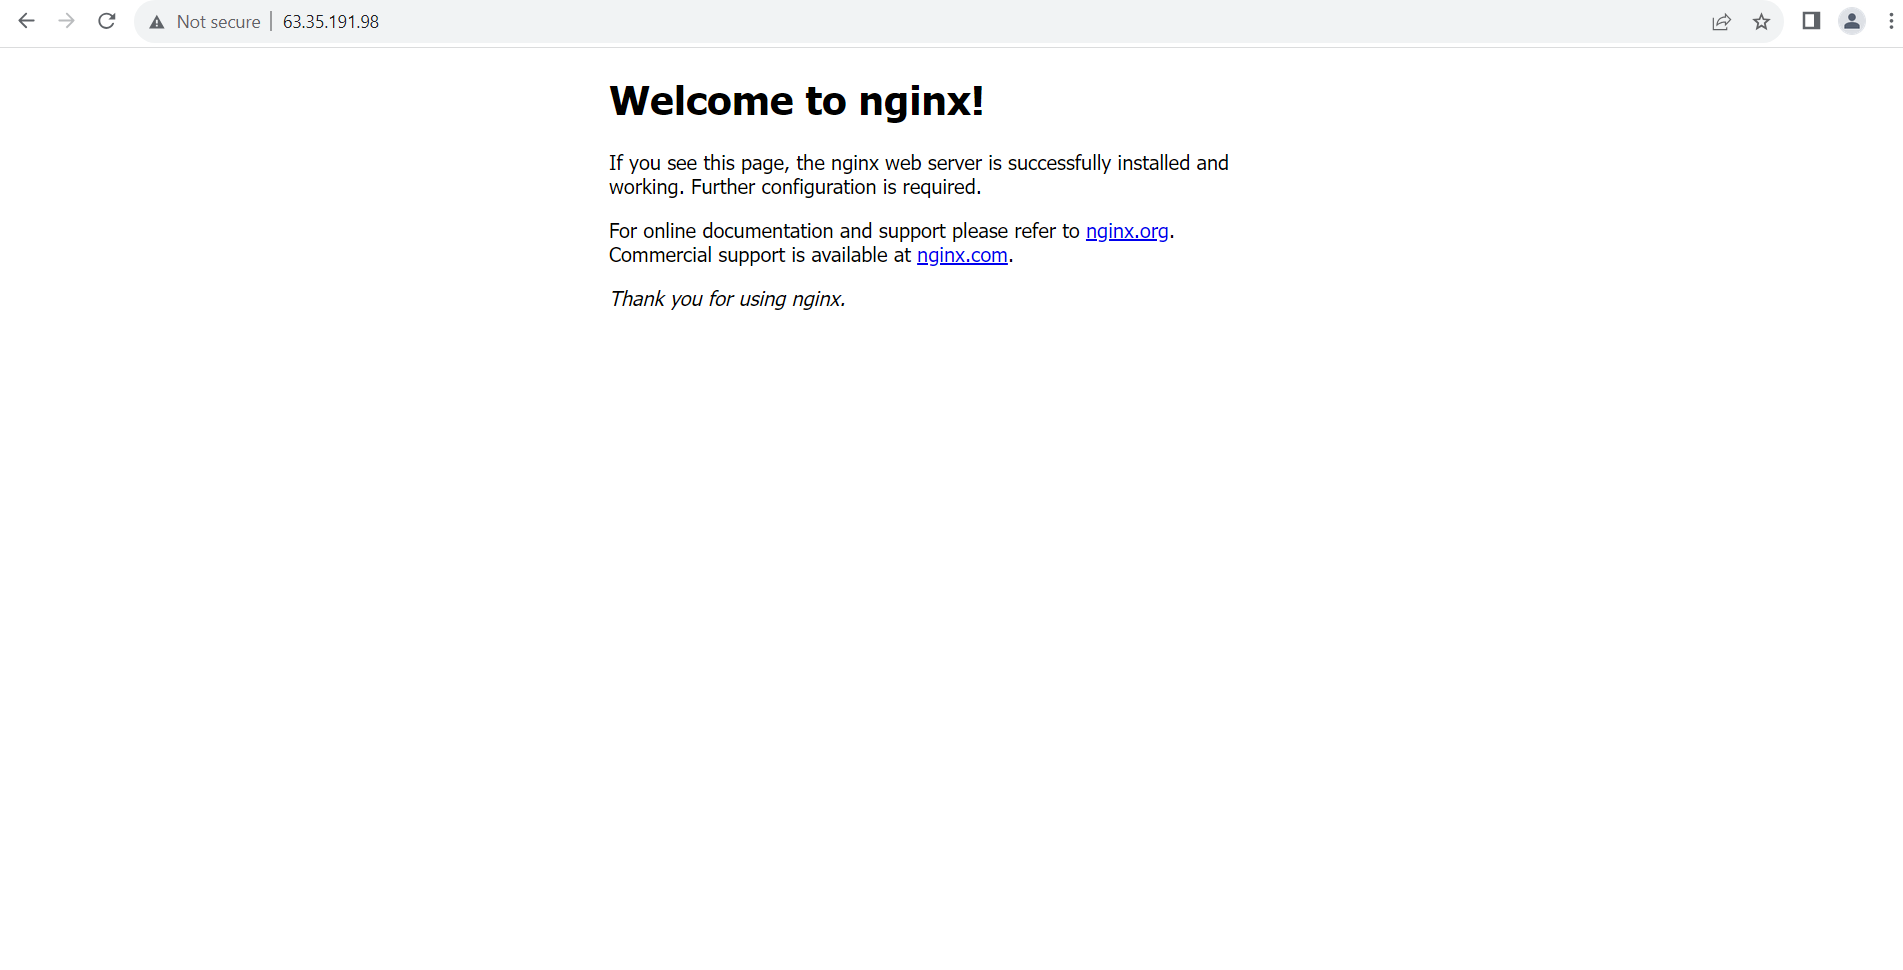 Not secure | 63.35.191.98
Welcome to nginx!
If you see this page, the nginx web server is successfully installed and
working. Further configuration is required.
For online documentation and support please refer to nginx.org.
Commercial support is available at nginx.com.
Thank you for using nginx.